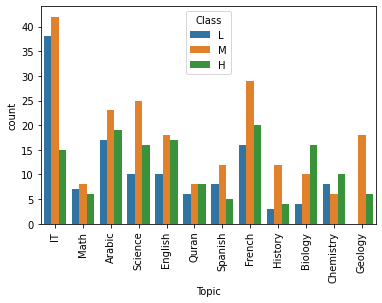 Class
L
M
H
count
40
35
30
25
20
15
10
5
0
IT
Math
Arabic
Science
English
Quran
Spanish
French
History
Biology
Chemistry
Geology
Topic